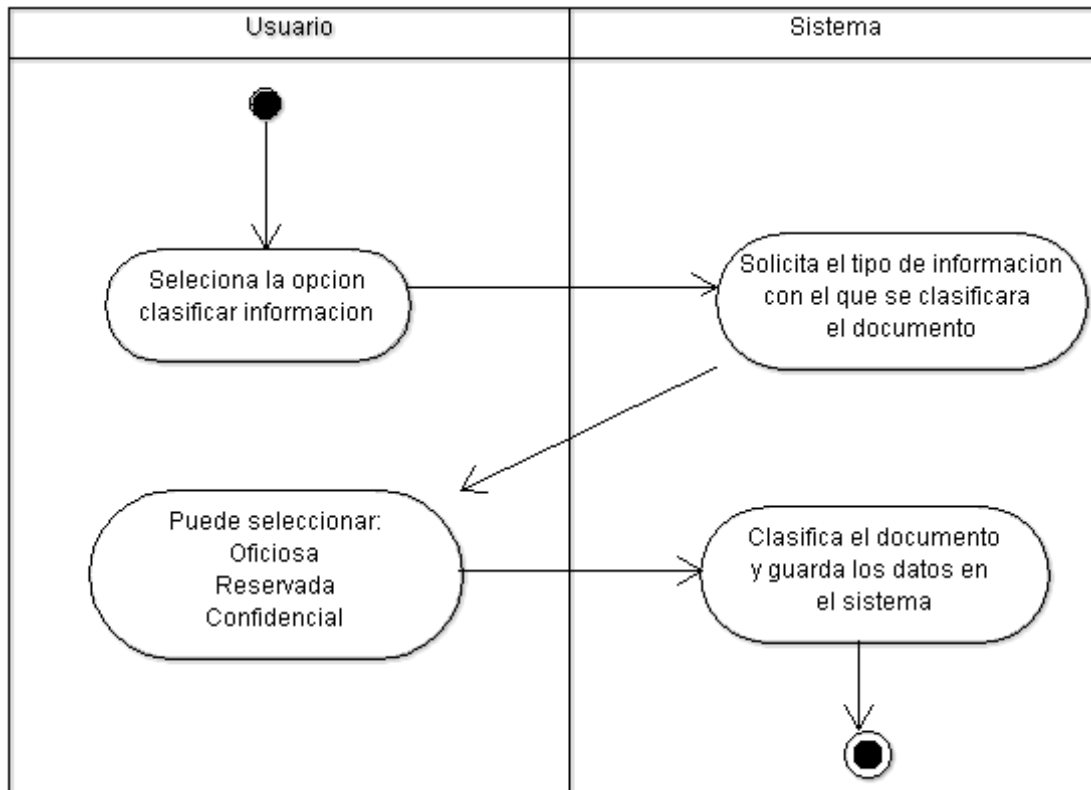 Usuario
Sistema
Seleciona la opcion
clasificar informacion
Solicita el tipo de informacion
con el que se clasificara
el documento
Puede seleccionar:
Oficiosa
Reservada
Confidencial
Clasifica el documento
y guarda los datos en
el sistema